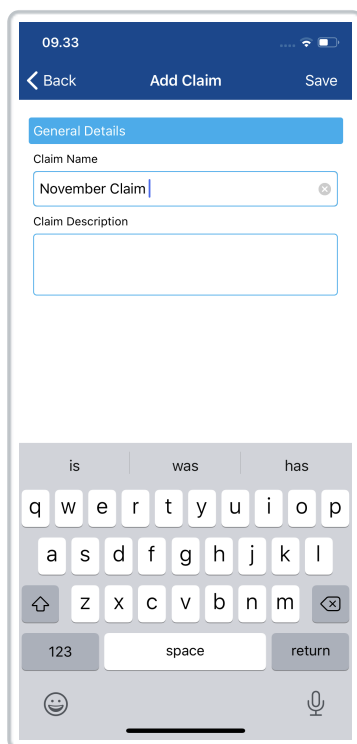 09.33
Back Add Claim Save
General Details
Claim Name
November Claim
Claim Description
is was has
q w e r t y u i o p
a s d f g h j k l
z x c v b n m
123 space return